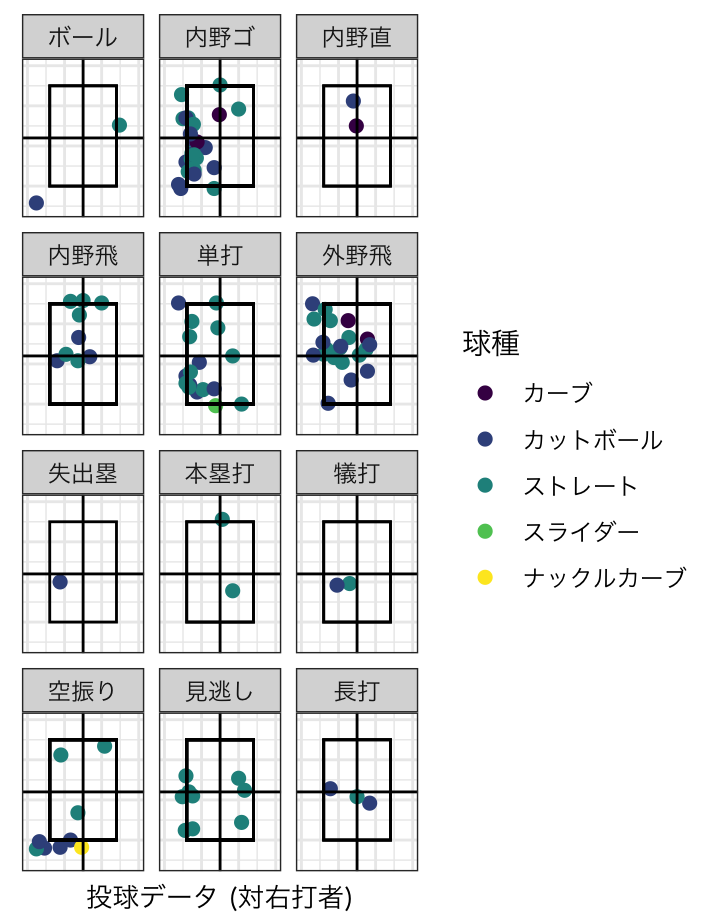 ボール
内野ゴ
内野直
内野飛
単打
外野飛
失出塁
本塁打
犠打
空振り
見逃し
長打
球種
カーブ
カットボール
ストレート
スライダー
ナックルカーブ
投球データ (対右打者)